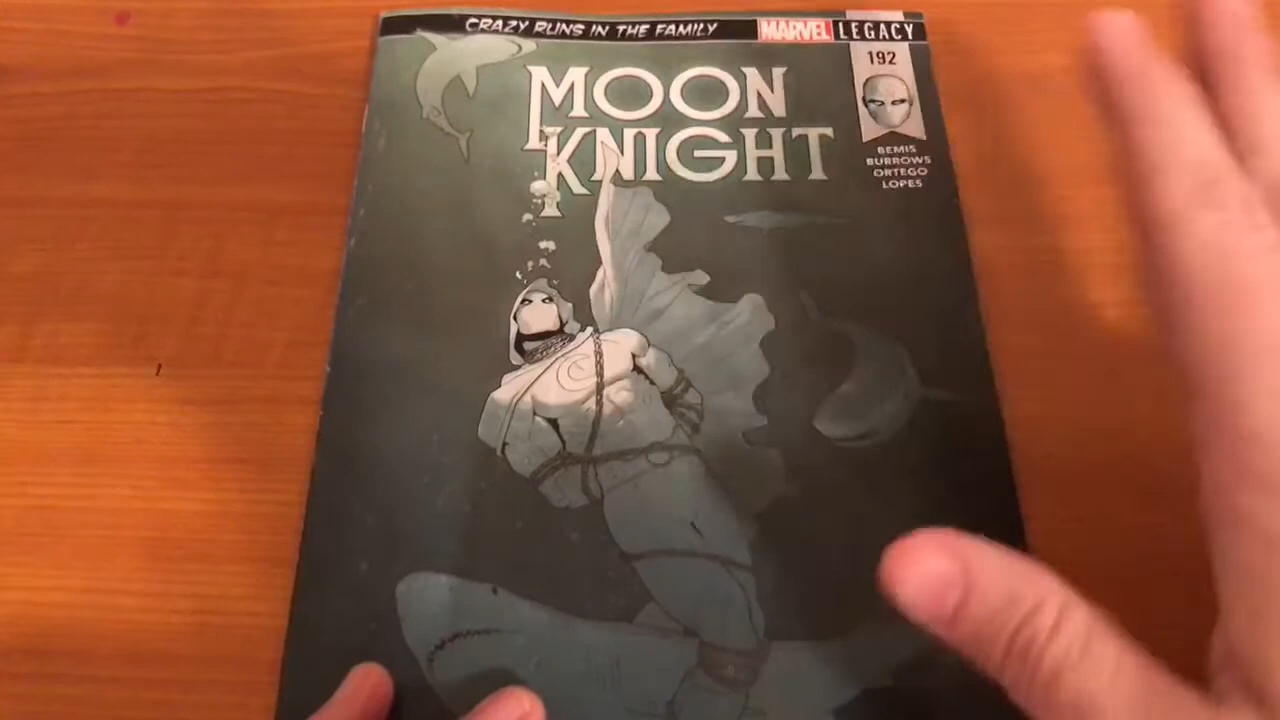 CRAZY RUNS IN THE FAMILY
MARVEL LEGACY
192
MOON
KNIGHT
BEMIS
BURROWS
ORTEGO
LOPES